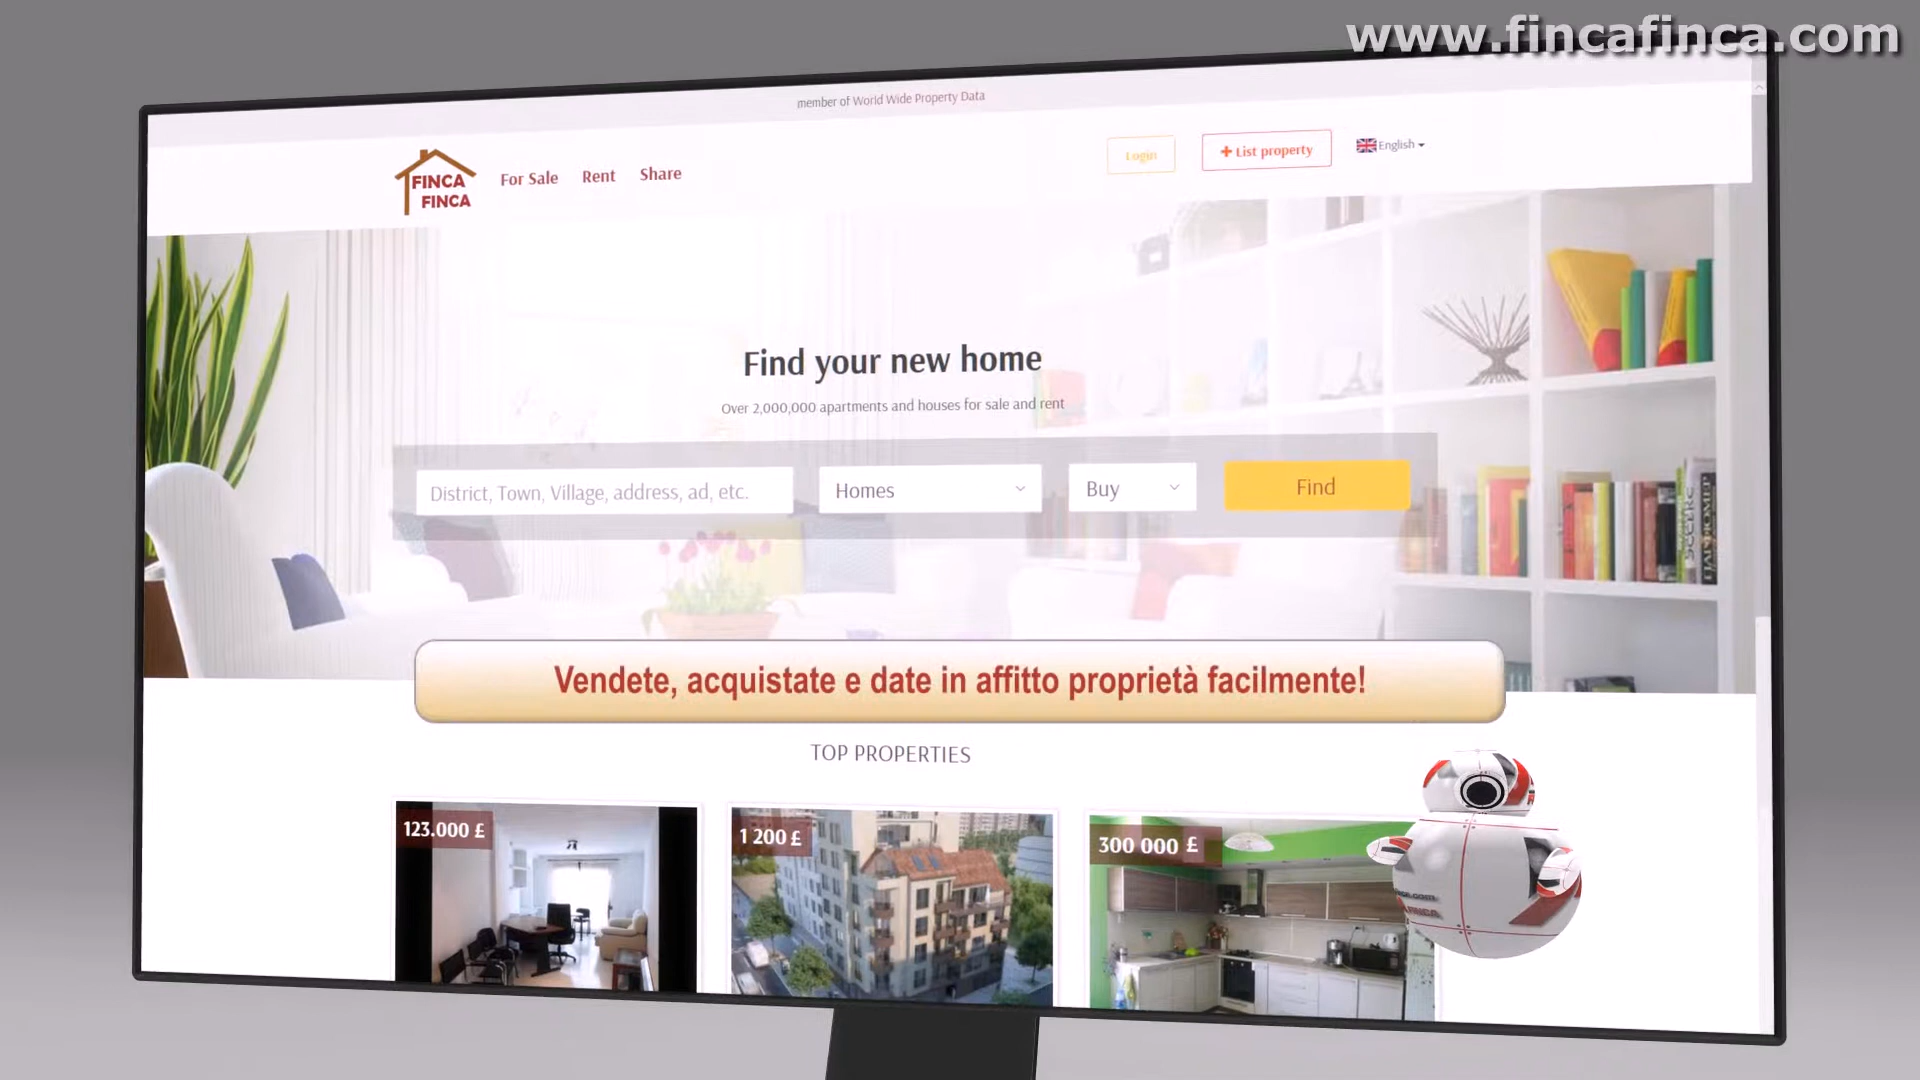 www.fincafinca.com
member of World Wide Property Data
FINCA
FINCA
For Sale
Rent
Share
Login
List property
English
Find your new home
Over 2,000,000 apartments and houses for sale and rent
District, Town, Village, address, ad, etc.
Homes
Buy
Find
Vendete, acquistate e date in affitto proprietà facilmente!
TOP PROPERTIES
123.000 £
1 200 £
300 000 £